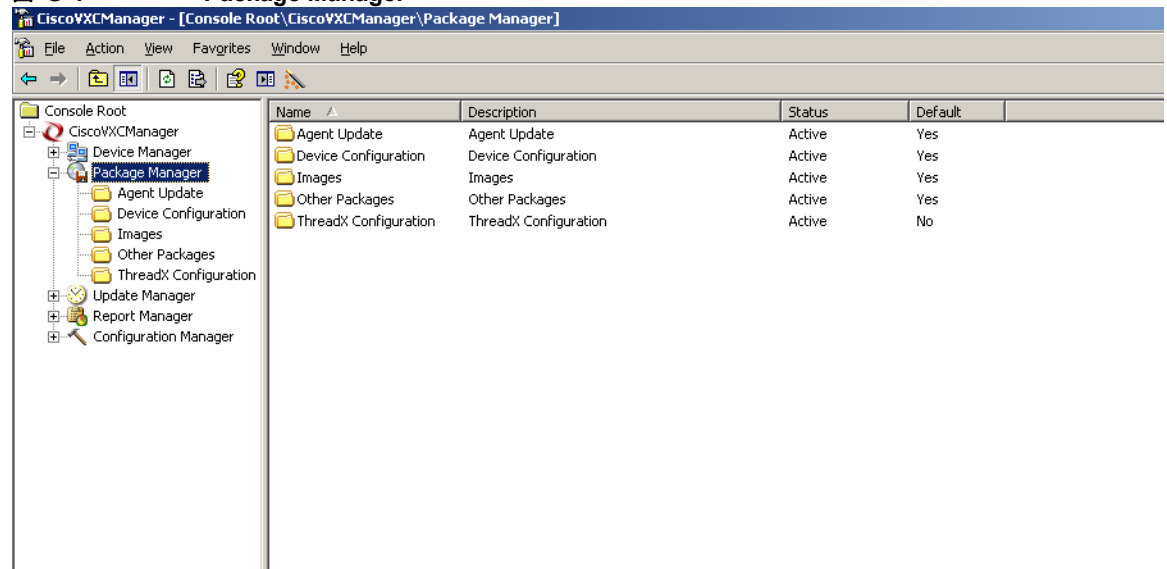 CiscoVXCManager - [Console Root\CiscoVXCManager\Package Manager]
File Action View Favorites Window Help
Console Root
CiscoVXCManager
Device Manager
Package Manager
Agent Update
Device Configuration
Images
Other Packages
ThreadX Configuration
Update Manager
Report Manager
Configuration Manager
Name Description Status Default
Agent Update Agent Update Active Yes
Device Configuration Device Configuration Active Yes
Images Images Active Yes
Other Packages Other Packages Active Yes
ThreadX Configuration ThreadX Configuration Active No